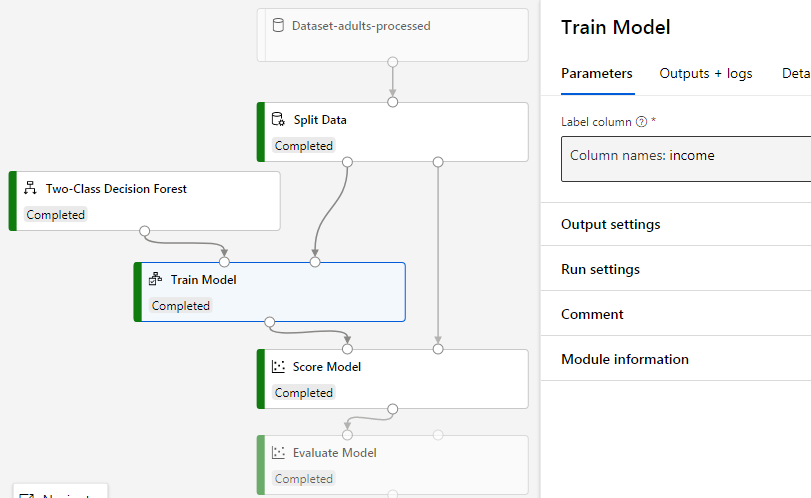 Dataset-adults-processed
Split Data
Completed
Two-Class Decision Forest
Completed
Train Model
Completed
Score Model
Completed
Evaluate Model
Completed
Train Model
Parameters Outputs + logs Deta
Label column *
Column names: income
Output settings
Run settings
Comment
Module information